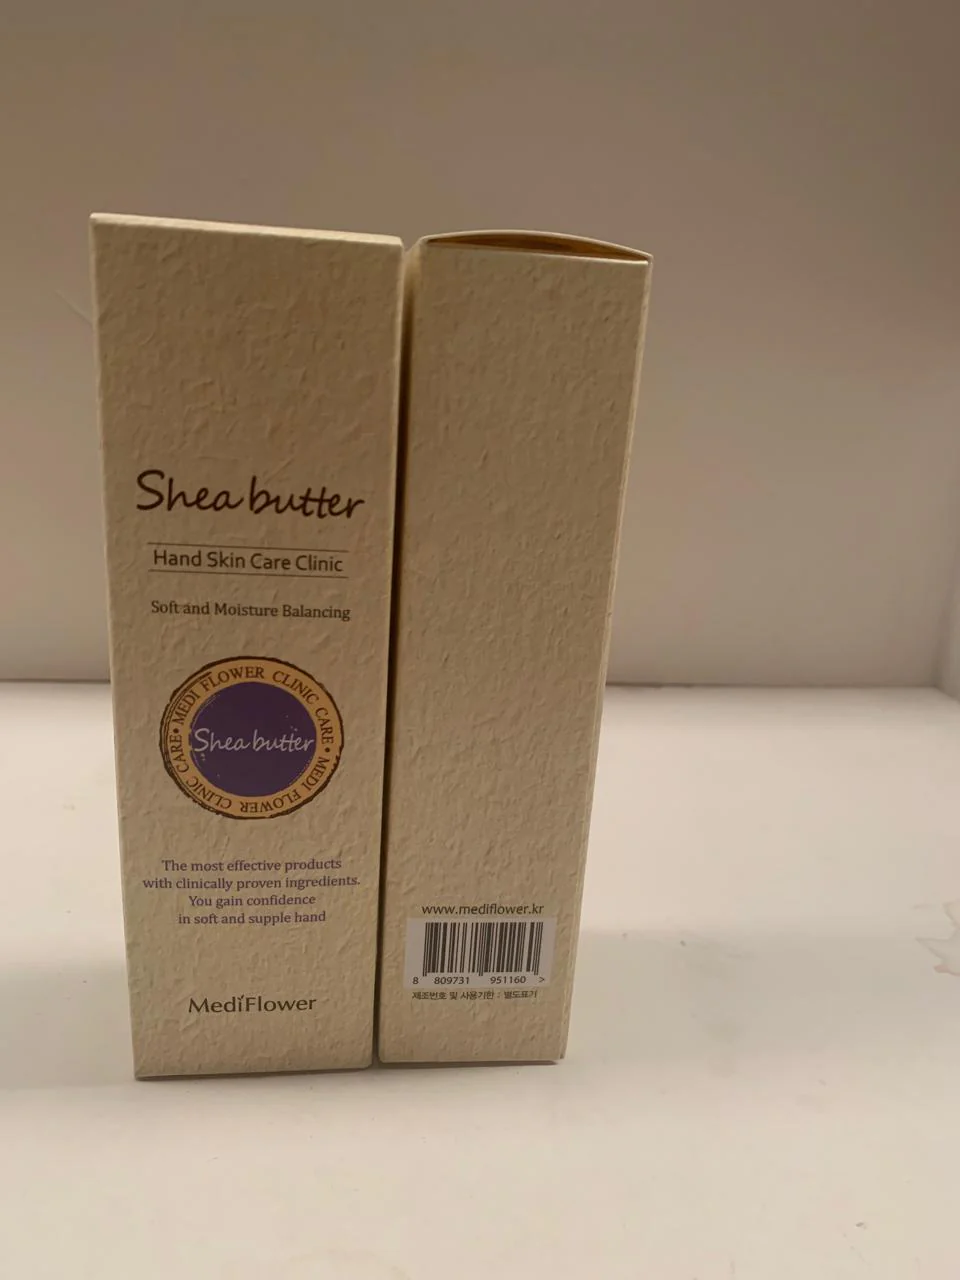 Shea butter
Hand Skin Care Clinic
Soft and Moisture Balancing
MEDI FLOWER CLINIC CARE • MEDI FLOWER CLINIC CARE •
Shea butter
The most effective products
with clinically proven ingredients.
You gain confidence
in soft and supple hand
MediFlower
www.mediflower.kr
8 809731 951160 >
제조번호 및 사용기한 : 별도표기